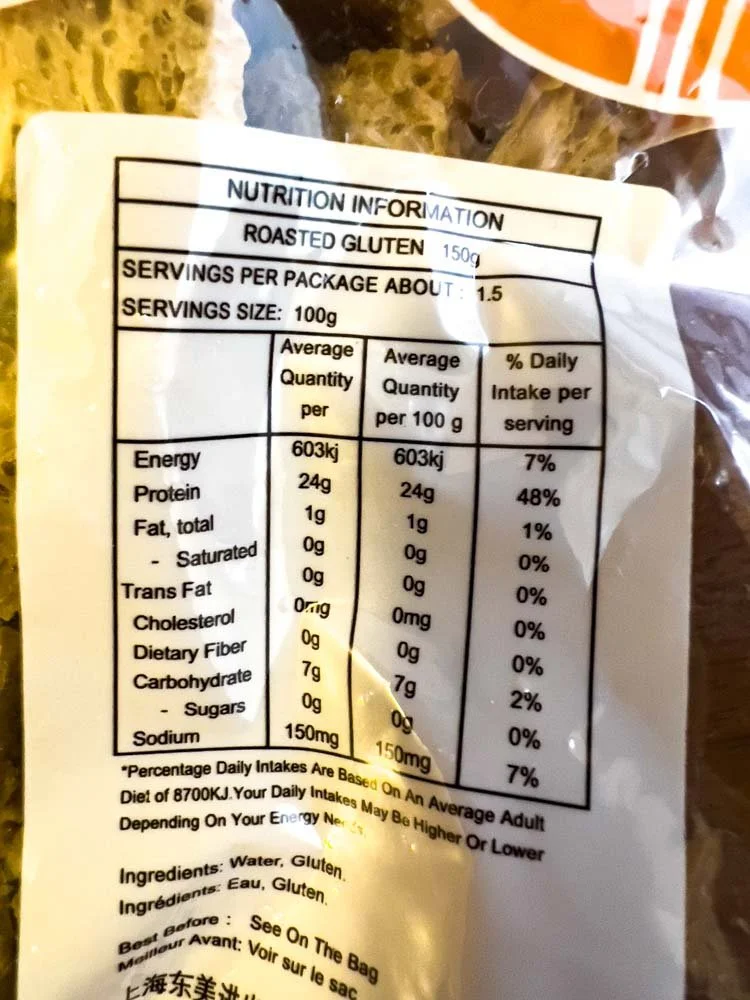 NUTRITION INFORMATION
ROASTED GLUTEN 150g
SERVINGS PER PACKAGE ABOUT : 1.5
SERVINGS SIZE: 100g
Average Quantity per | Average Quantity per 100 g | % Daily Intake per serving
Energy 603kj 603kj 7%
Protein 24g 24g 48%
Fat, total 1g 1g 1%
- Saturated 0g 0g 0%
Trans Fat 0g 0g 0%
Cholesterol 0mg 0mg 0%
Dietary Fiber 0g 0g 0%
Carbohydrate 7g 7g 2%
- Sugars 0g 0g 0%
Sodium 150mg 150mg 7%
*Percentage Daily Intakes Are Based On An Average Adult
Diet of 8700KJ.Your Daily Intakes May Be Higher Or Lower
Depending On Your Energy
Ingredients: Water, Gluten.
Ingrédients: Eau, Gluten.
Best Before : See On The Bag
Meilleur Avant: Voir sur le sac
上海东美进出